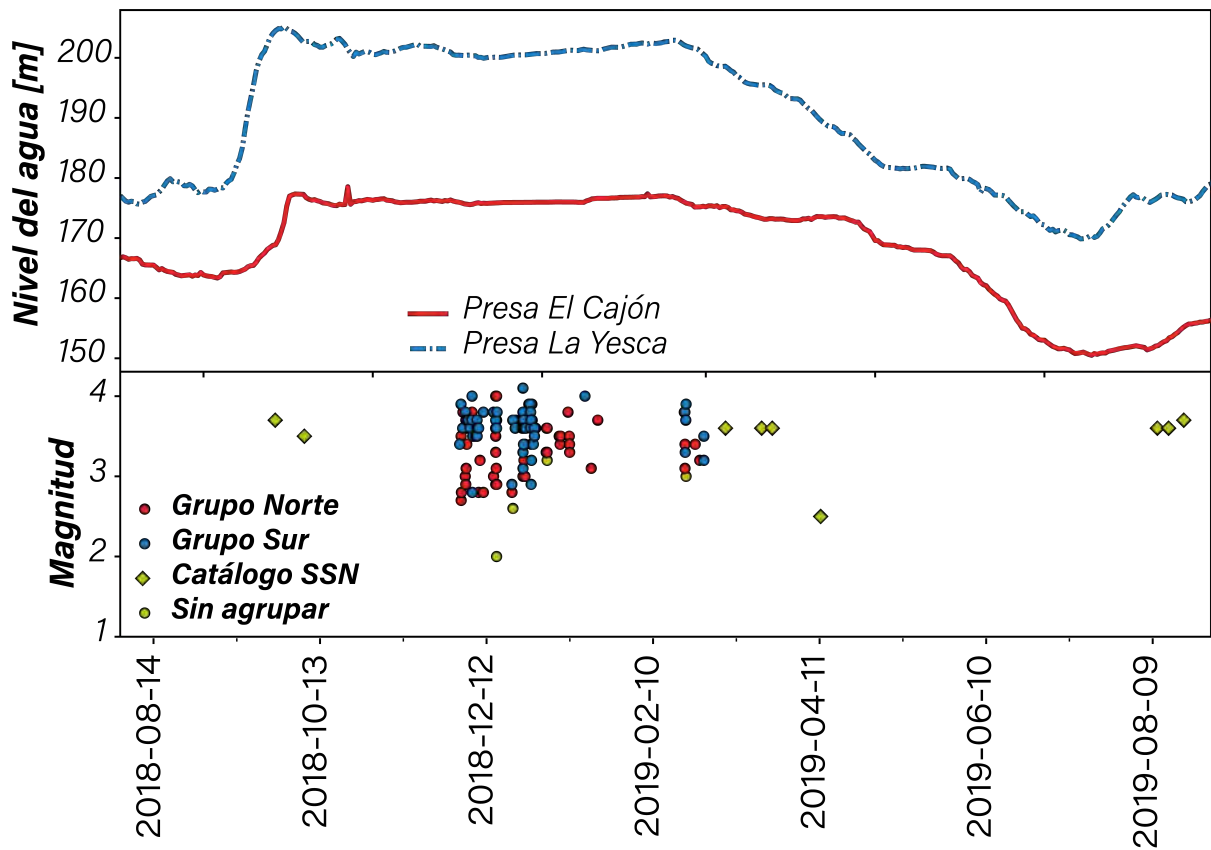 Nivel del agua [m]
200
190
180
170
160
150
Presa El Cajón
Presa La Yesca
Magnitud
4
3
2
1
Grupo Norte
Grupo Sur
Catálogo SSN
Sin agrupar
2018-08-14
2018-10-13
2018-12-12
2019-02-10
2019-04-11
2019-06-10
2019-08-09